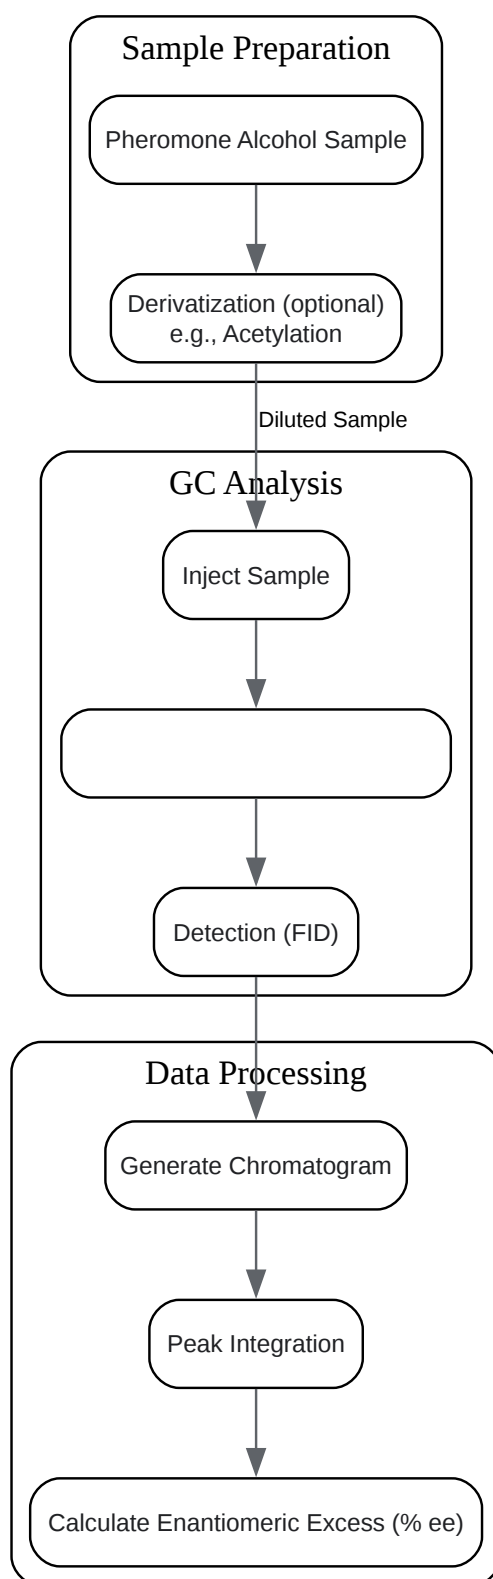 Sample Preparation
Pheromone Alcohol Sample
Derivatization (optional)
e.g., Acetylation
Diluted Sample
GC Analysis
Inject Sample
Detection (FID)
Data Processing
Generate Chromatogram
Peak Integration
Calculate Enantiomeric Excess (% ee)